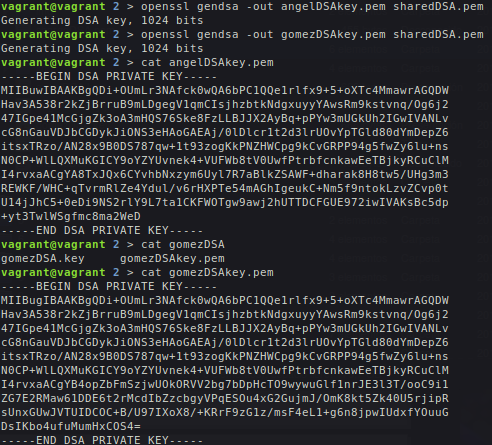 vagrant@vagrant 2 > openssl gendsa -out angelDSAkey.pem sharedDSA.pem
Generating DSA key, 1024 bits
vagrant@vagrant 2 > openssl gendsa -out gomezDSAkey.pem sharedDSA.pem
Generating DSA key, 1024 bits
vagrant@vagrant 2 > cat angelDSAkey.pem
-----BEGIN DSA PRIVATE KEY-----
MIIBuwIBAAKBgQDi+OUmLr3NAfck0wQA6bPC1QQe1rlfx9+5+oXTc4MmawrAGQDW
Hav3A538r2kZjBrruB9mLDgegV1qmCIsjhzbtkNdgxuyyYAwsRm9kstvnq/Og6j2
47IGpe41McGjgZk3oA3mHQS76Ske8FzLLBJJX2AyBq+pPYw3mUGkUh2IGwIVANLv
cG8nGauVDJbCGDykJiONS3eHAoGAEAj/0lDlcr1t2d3lrUOvYpTGld80dYmDepZ6
itsxTRzo/AN28x9B0DS787qw+1t93zogKkPNZHWCpg9kCvGRPP94g5fwZy6lu+ns
N0CP+WlLQXMuKGICY9oYZYUvnek4+VUFWb8tV0UwfPtrbfcnkawEeTBjkyRCuClM
I4rvxaACgYA8TxJQx6CYvhbNxzym6Uyl7R7aBlkZSAWF+dharak8H8tw5/UHg3m3
REWKF/WHC+qTvrmRlZe4Ydul/v6rHXPTe54mAGhIgeukC+Nm5f9ntokLzvZCvp0t
U14jJhC5+0eDi9NS2rlY9L7ta1CKFWOTgw9awj2hUTTDCFGUE972iwIVAKsBc5dp
+yt3TwlWSgfmc8ma2WeD
-----END DSA PRIVATE KEY-----
vagrant@vagrant 2 > cat gomezDSA
gomezDSA.key     gomezDSAkey.pem
vagrant@vagrant 2 > cat gomezDSAkey.pem
-----BEGIN DSA PRIVATE KEY-----
MIIBugIBAAKBgQDi+OUmLr3NAfck0wQA6bPC1QQe1rlfx9+5+oXTc4MmawrAGQDW
Hav3A538r2kZjBrruB9mLDgegV1qmCIsjhzbtkNdgxuyyYAwsRm9kstvnq/Og6j2
47IGpe41McGjgZk3oA3mHQS76Ske8FzLLBJJX2AyBq+pPYw3mUGkUh2IGwIVANLv
cG8nGauVDJbCGDykJiONS3eHAoGAEAj/0lDlcr1t2d3lrUOvYpTGld80dYmDepZ6
itsxTRzo/AN28x9B0DS787qw+1t93zogKkPNZHWCpg9kCvGRPP94g5fwZy6lu+ns
N0CP+WlLQXMuKGICY9oYZYUvnek4+VUFWb8tV0UwfPtrbfcnkawEeTBjkyRCuClM
I4rvxaACgYB4opZbFmSzjwUOkORVV2bg7bDpHcTO9wywuGlf1nrJE3l3T/ooC9i1
ZG7E2RMaw61DDE6t2rMcdIbZzcbgyVPqESOu4xG2GujmJ/OmK8kt5Zk40U5rjipR
sUnxGUwJVTUIDCOC+B/U97IXoX8/+KRrF9zG1z/msF4eL1+g6n8jpwIUdxfYOuuG
DsIKbo4ufuMumHxCOS4=
-----END DSA PRIVATE KEY-----